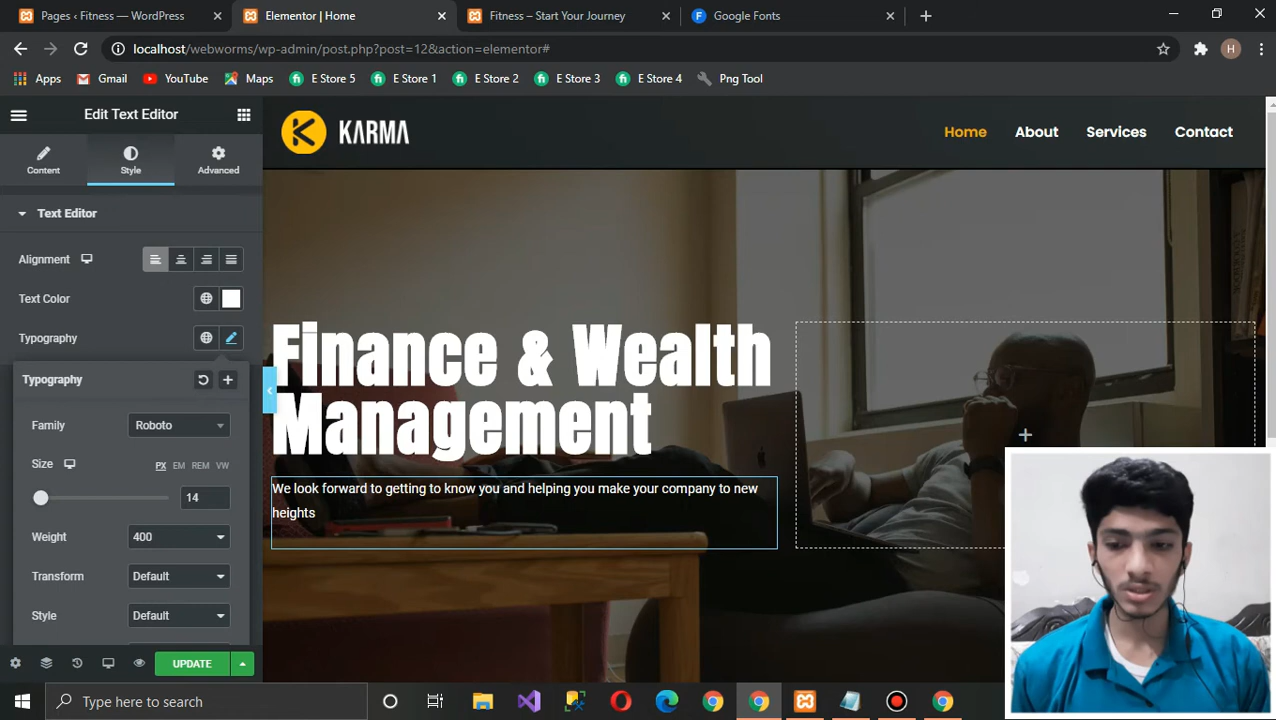 Pages ‹ Fitness — WordPress
Elementor | Home
Fitness – Start Your Journey
Google Fonts
localhost/webworms/wp-admin/post.php?post=12&action=elementor#
H
Apps
Gmail
YouTube
Maps
E Store 5
E Store 1
E Store 2
E Store 3
E Store 4
Png Tool
Edit Text Editor
Content
Style
Advanced
Text Editor
Alignment
Text Color
Typography
Typography
Family
Roboto
Size
PX EM REM VW
14
Weight
400
Transform
Default
Style
Default
UPDATE
KARMA
Home
About
Services
Contact
Finance & Wealth
Management
We look forward to getting to know you and helping you make your company to new
heights
Type here to search